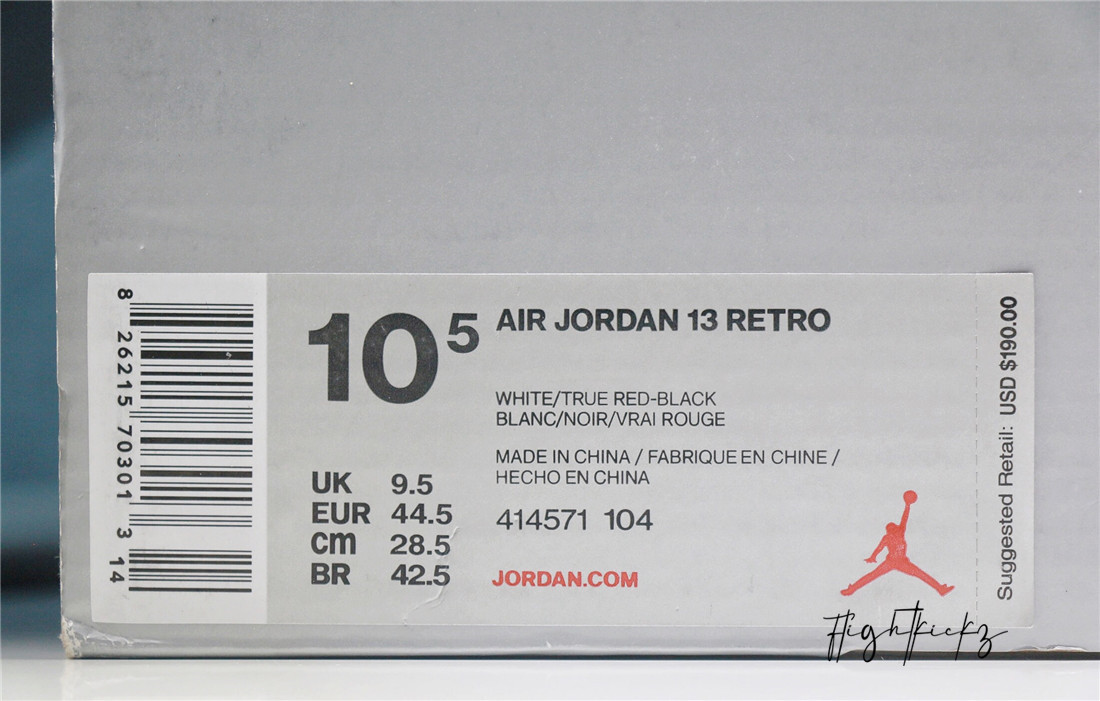 8 26215 70301 3 14
10 5
AIR JORDAN 13 RETRO
WHITE/TRUE RED-BLACK
BLANC/NOIR/VRAI ROUGE
MADE IN CHINA / FABRIQUE EN CHINE /
HECHO EN CHINA
UK 9.5
EUR 44.5
cm 28.5
BR 42.5
414571 104
JORDAN.COM
Suggested Retail: USD $190.00
flightkickz